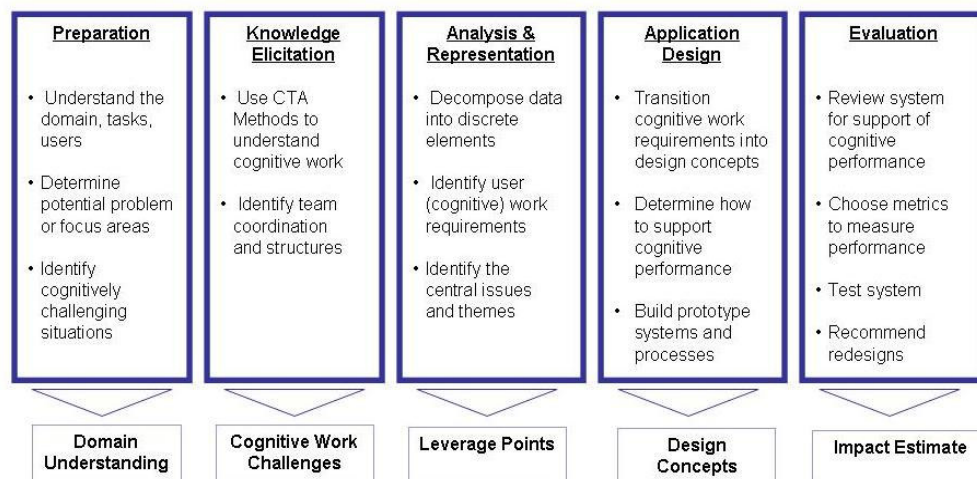 Preparation
• Understand the
domain, tasks,
users
• Determine
potential problem
or focus areas
• Identify
cognitively
challenging
situations
Knowledge
Elicitation
• Use CTA
Methods to
understand
cognitive work
• Identify team
coordination
and structures
Analysis &
Representation
• Decompose data
into discrete
elements
• Identify user
(cognitive) work
requirements
• Identify the
central issues
and themes
Application
Design
• Transition
cognitive work
requirements into
design concepts
• Determine how
to support
cognitive
performance
• Build prototype
systems and
processes
Evaluation
• Review system
for support of
cognitive
performance
• Choose metrics
to measure
performance
• Test system
• Recommend
redesigns
Domain
Understanding
Cognitive Work
Challenges
Leverage Points
Design
Concepts
Impact Estimate